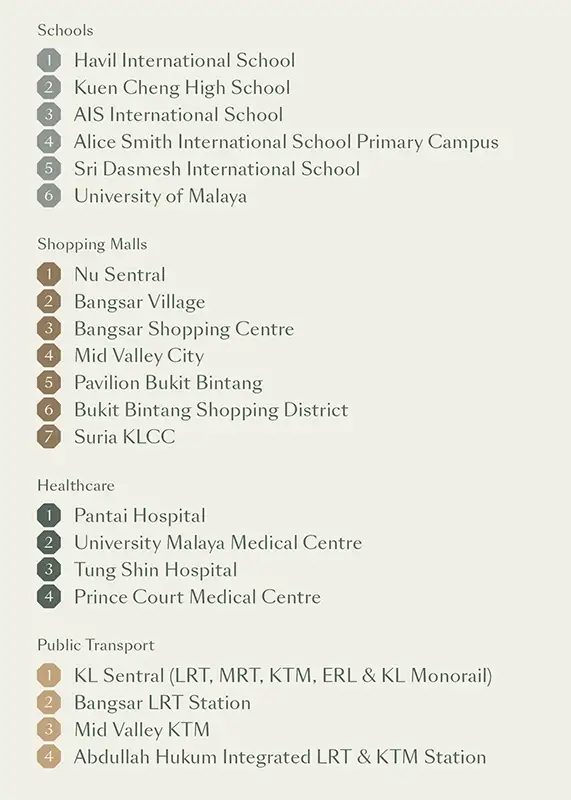 Schools
1 Havil International School
2 Kuen Cheng High School
3 AIS International School
4 Alice Smith International School Primary Campus
5 Sri Dasmesh International School
6 University of Malaya
Shopping Malls
1 Nu Sentral
2 Bangsar Village
3 Bangsar Shopping Centre
4 Mid Valley City
5 Pavilion Bukit Bintang
6 Bukit Bintang Shopping District
7 Suria KLCC
Healthcare
1 Pantai Hospital
2 University Malaya Medical Centre
3 Tung Shin Hospital
4 Prince Court Medical Centre
Public Transport
1 KL Sentral (LRT, MRT, KTM, ERL & KL Monorail)
2 Bangsar LRT Station
3 Mid Valley KTM
4 Abdullah Hukum Integrated LRT & KTM Station